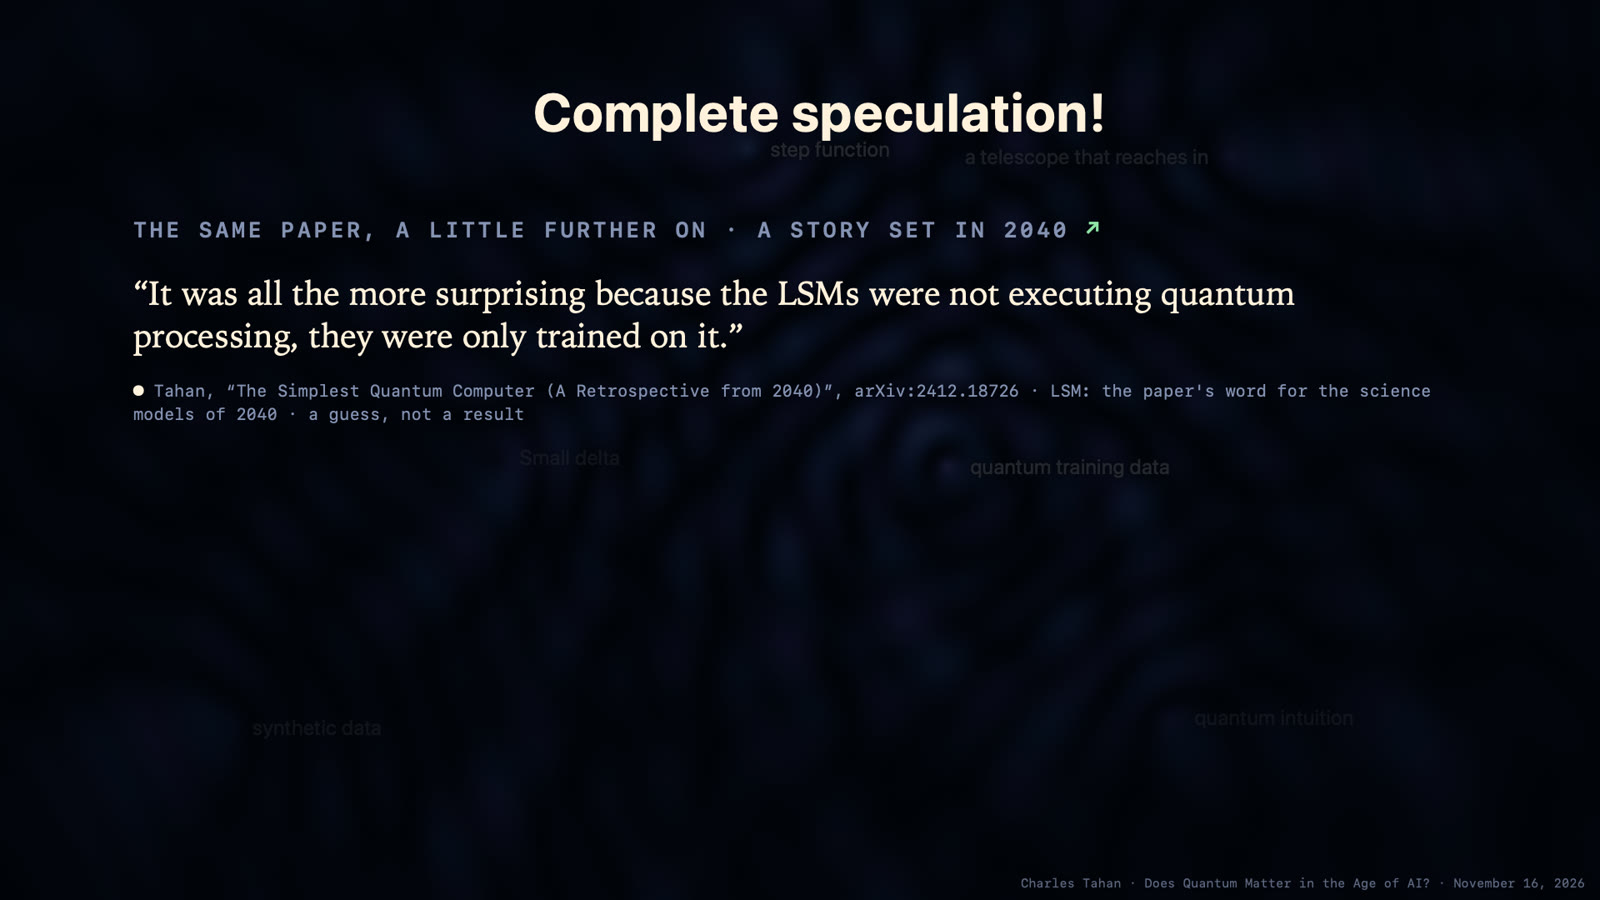 Complete speculation!
step function
a telescope that reaches in
THE SAME PAPER, A LITTLE FURTHER ON · A STORY SET IN 2040 ↗
“It was all the more surprising because the LSMs were not executing quantum
processing, they were only trained on it.”
● Tahan, “The Simplest Quantum Computer (A Retrospective from 2040)”, arXiv:2412.18726 · LSM: the paper's word for the science
models of 2040 · a guess, not a result
Small delta
quantum training data
synthetic data
quantum intuition
Charles Tahan · Does Quantum Matter in the Age of AI? · November 16, 2026